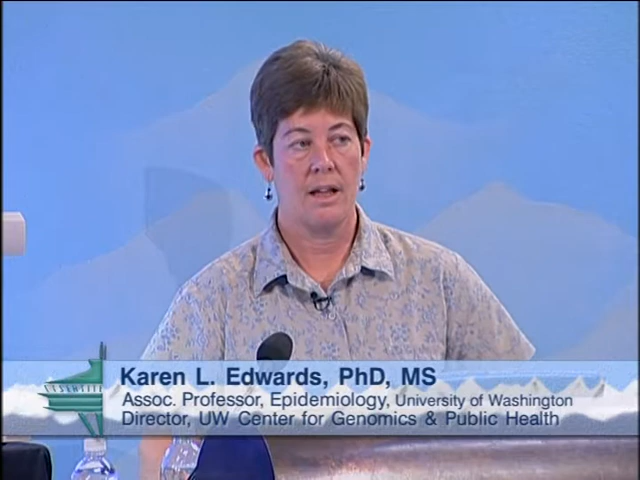 Karen L. Edwards, PhD, MS
Assoc. Professor, Epidemiology, University of Washington
Director, UW Center for Genomics & Public Health